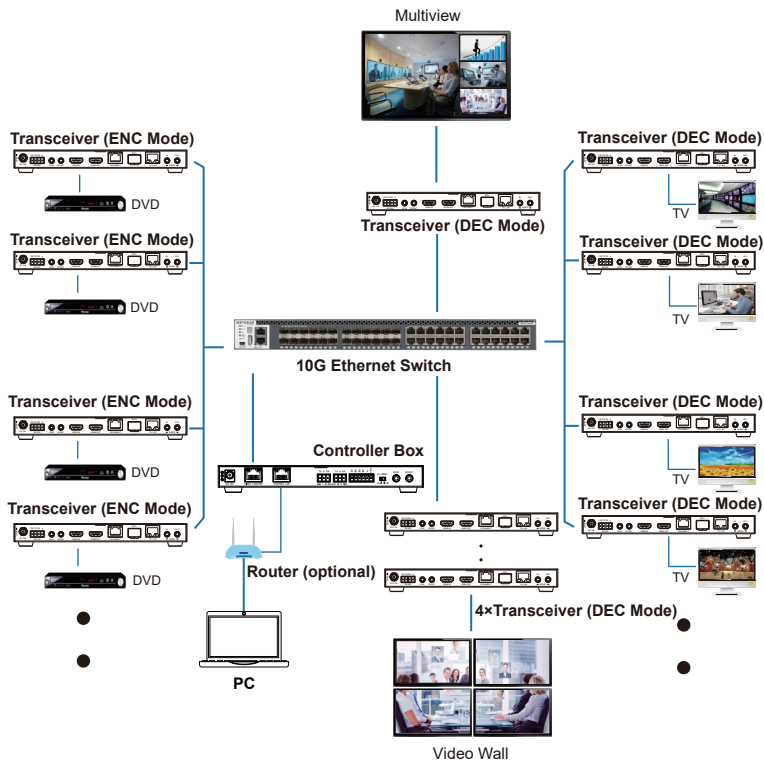 Multiview
Transceiver (ENC Mode)
DVD
Transceiver (DEC Mode)
TV
Transceiver (DEC Mode)
Transceiver (ENC Mode)
DVD
Transceiver (DEC Mode)
TV
NETGEAR
10G Ethernet Switch
Transceiver (ENC Mode)
DVD
Transceiver (DEC Mode)
TV
Controller Box
Transceiver (ENC Mode)
DVD
Transceiver (DEC Mode)
TV
Router (optional)
4×Transceiver (DEC Mode)
PC
Video Wall